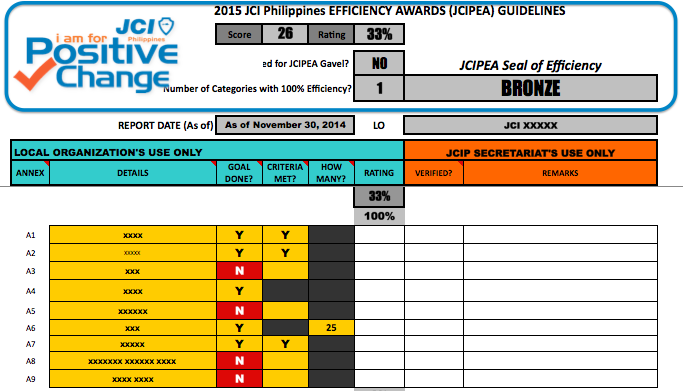 2015 JCI Philippines EFFICIENCY AWARDS (JCIPEA) GUIDELINES
JCI
Philippines
i am for
Positive
Change
Score 26 Rating 33%
ed for JCIPEA Gavel? NO JCIPEA Seal of Efficiency
Number of Categories with 100% Efficiency? 1 BRONZE
REPORT DATE (As of) As of November 30, 2014 LO JCI XXXXX
LOCAL ORGANIZATION'S USE ONLY JCIP SECRETARIAT'S USE ONLY
ANNEX DETAILS GOAL DONE? CRITERIA MET? HOW MANY? RATING VERIFIED? REMARKS
33%
100%
A1 xxxx Y Y
A2 xxxxx Y Y
A3 xxx N
A4 xxxx Y
A5 xxxxxx N
A6 xxx Y 25
A7 xxxxx Y Y
A8 xxxxxxx xxxxxx xxxx N
A9 xxxx xxxx N